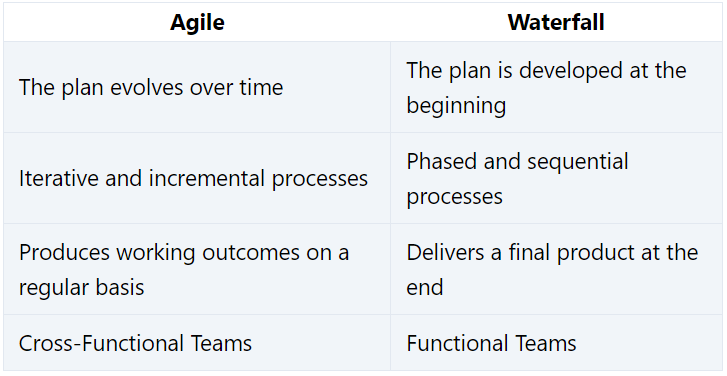 Agile Waterfall
The plan evolves over time
The plan is developed at the
beginning
Iterative and incremental processes
Phased and sequential
processes
Produces working outcomes on a
regular basis
Delivers a final product at the
end
Cross-Functional Teams
Functional Teams